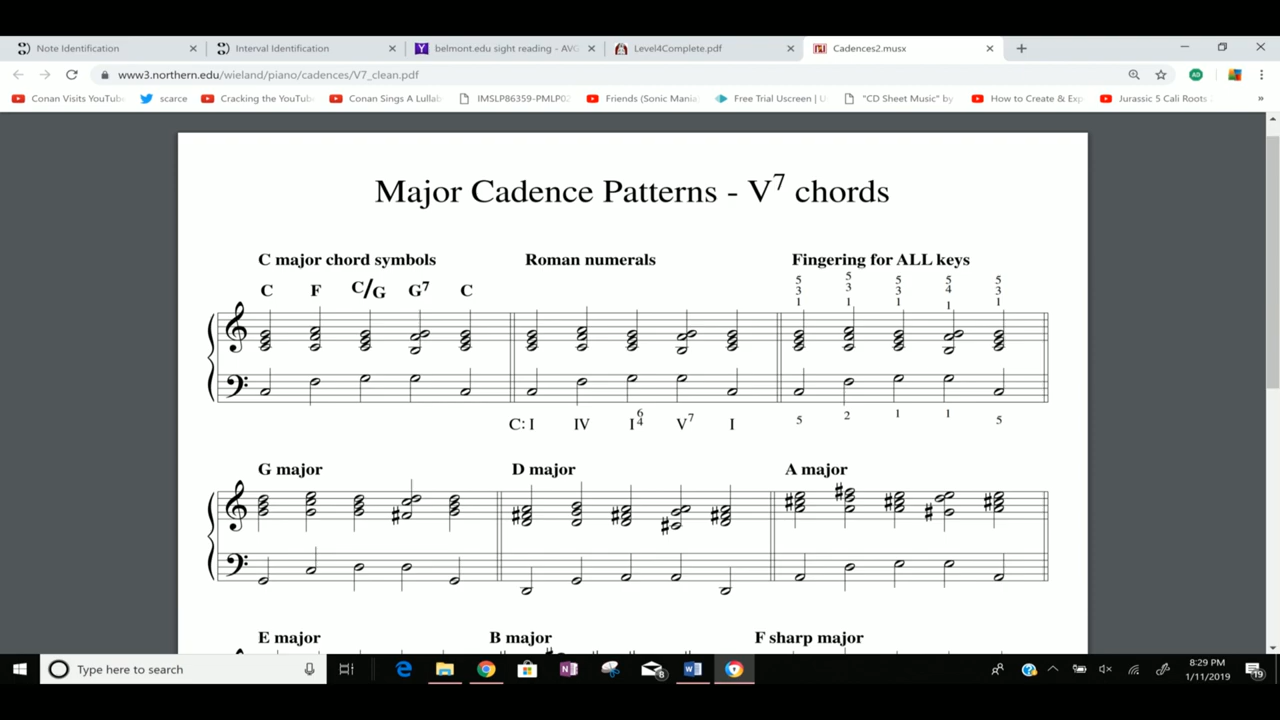 Note Identification
Interval Identification
belmont.edu sight reading - AVG
Level4Complete.pdf
Cadences2.musx
www3.northern.edu/wieland/piano/cadences/V7_clean.pdf
Conan Visits YouTub
scarce
Cracking the YouTub
Conan Sings A Lullab
IMSLP86359-PMLP02
Friends (Sonic Mania
Free Trial Uscreen | U
"CD Sheet Music" by
How to Create & Exp
Jurassic 5 Cali Roots
»
Major Cadence Patterns - V7 chords
C major chord symbols
Roman numerals
Fingering for ALL keys
C F C/G G7 C
5 3 1 5 3 1 5 3 1 5 4 1 5 3 1
C: I IV I 6 4 V7 I
5 2 1 1 5
G major
D major
A major
E major
B major
F sharp major
Type here to search
8
8:29 PM
1/11/2019
19